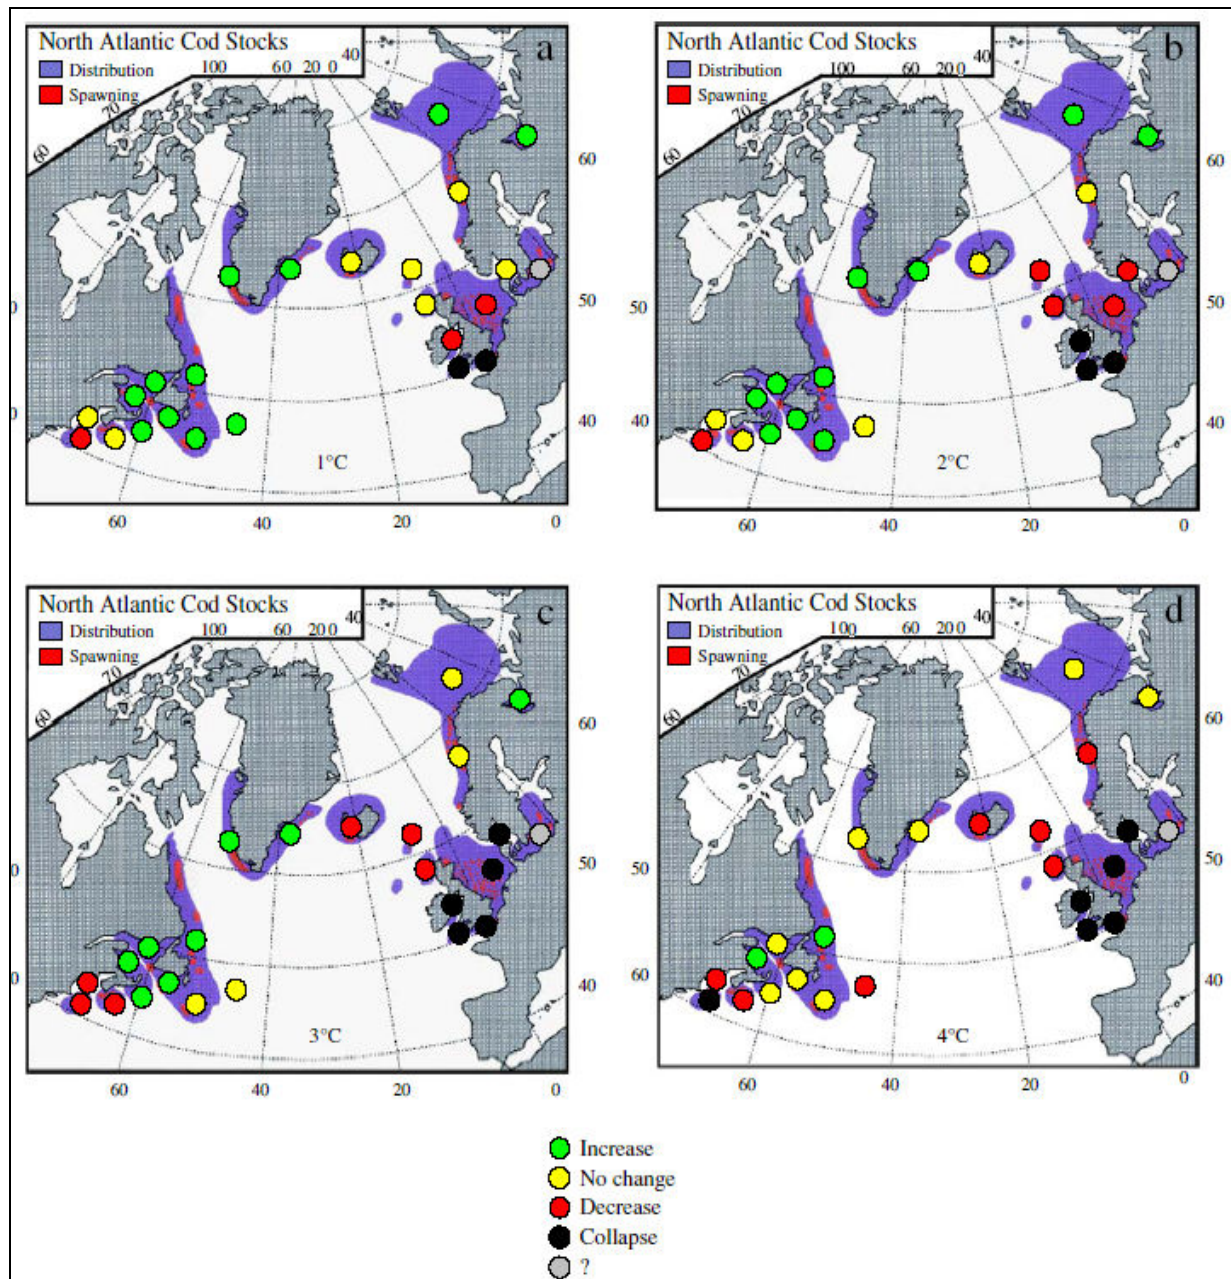 North Atlantic Cod Stocks a
Distribution 100 60 20 0 40
Spawning
70
60
60
50
0
0 40
1°C
60 40 20 0
North Atlantic Cod Stocks b
Distribution 100 60 20 0 40
Spawning
70
60
60
50 50
40 40
2°C
60 40 20 0
North Atlantic Cod Stocks c
Distribution 100 60 20 0 40
Spawning
70
60
60
0 50
0 40
3°C
60 40 20 0
North Atlantic Cod Stocks d
Distribution 100 60 20 0 40
Spawning
70
60
60
50 50
60 40
4°C
60 40 20 0
Increase
No change
Decrease
Collapse
?